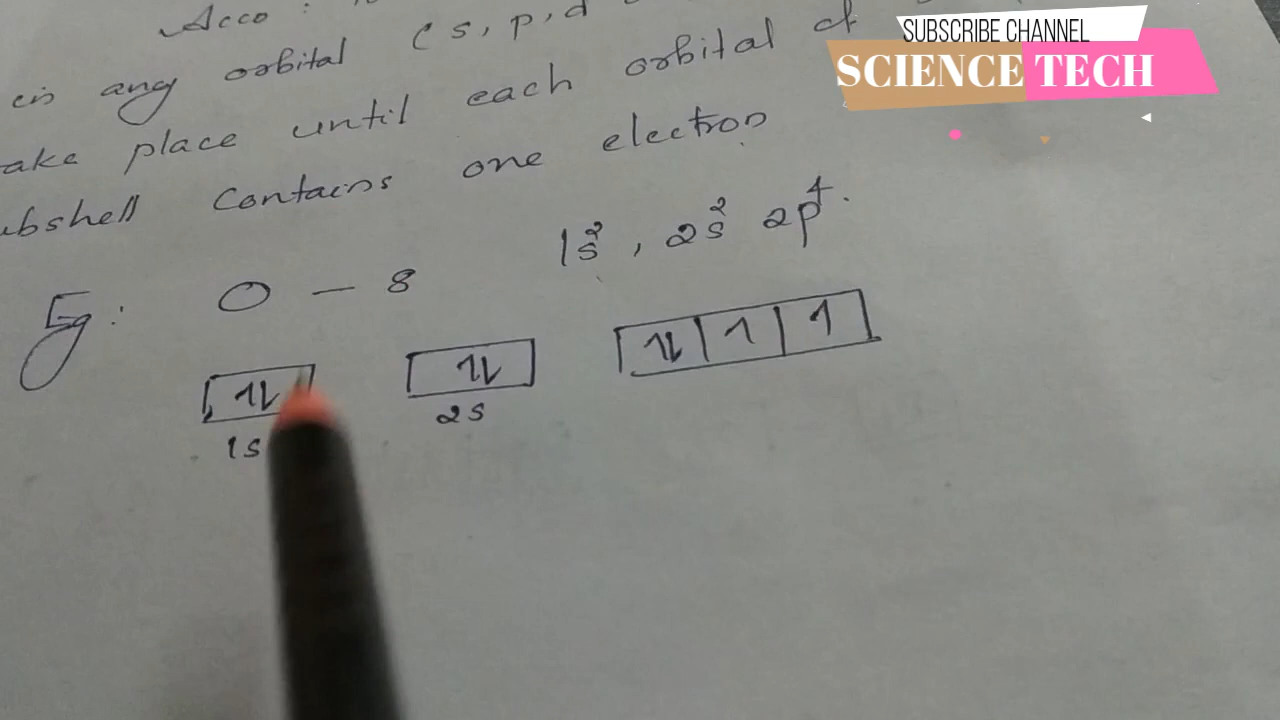 Acco :
(s, p, d
in any orbital
take place until each orbital of
ubshell contains one electron
1s², 2s² 2p⁴.
Eg: O — 8
↿⇂ ↿⇂ ↿⇂ ↿ ↿
1s 2s
SUBSCRIBE CHANNEL
SCIENCE TECH